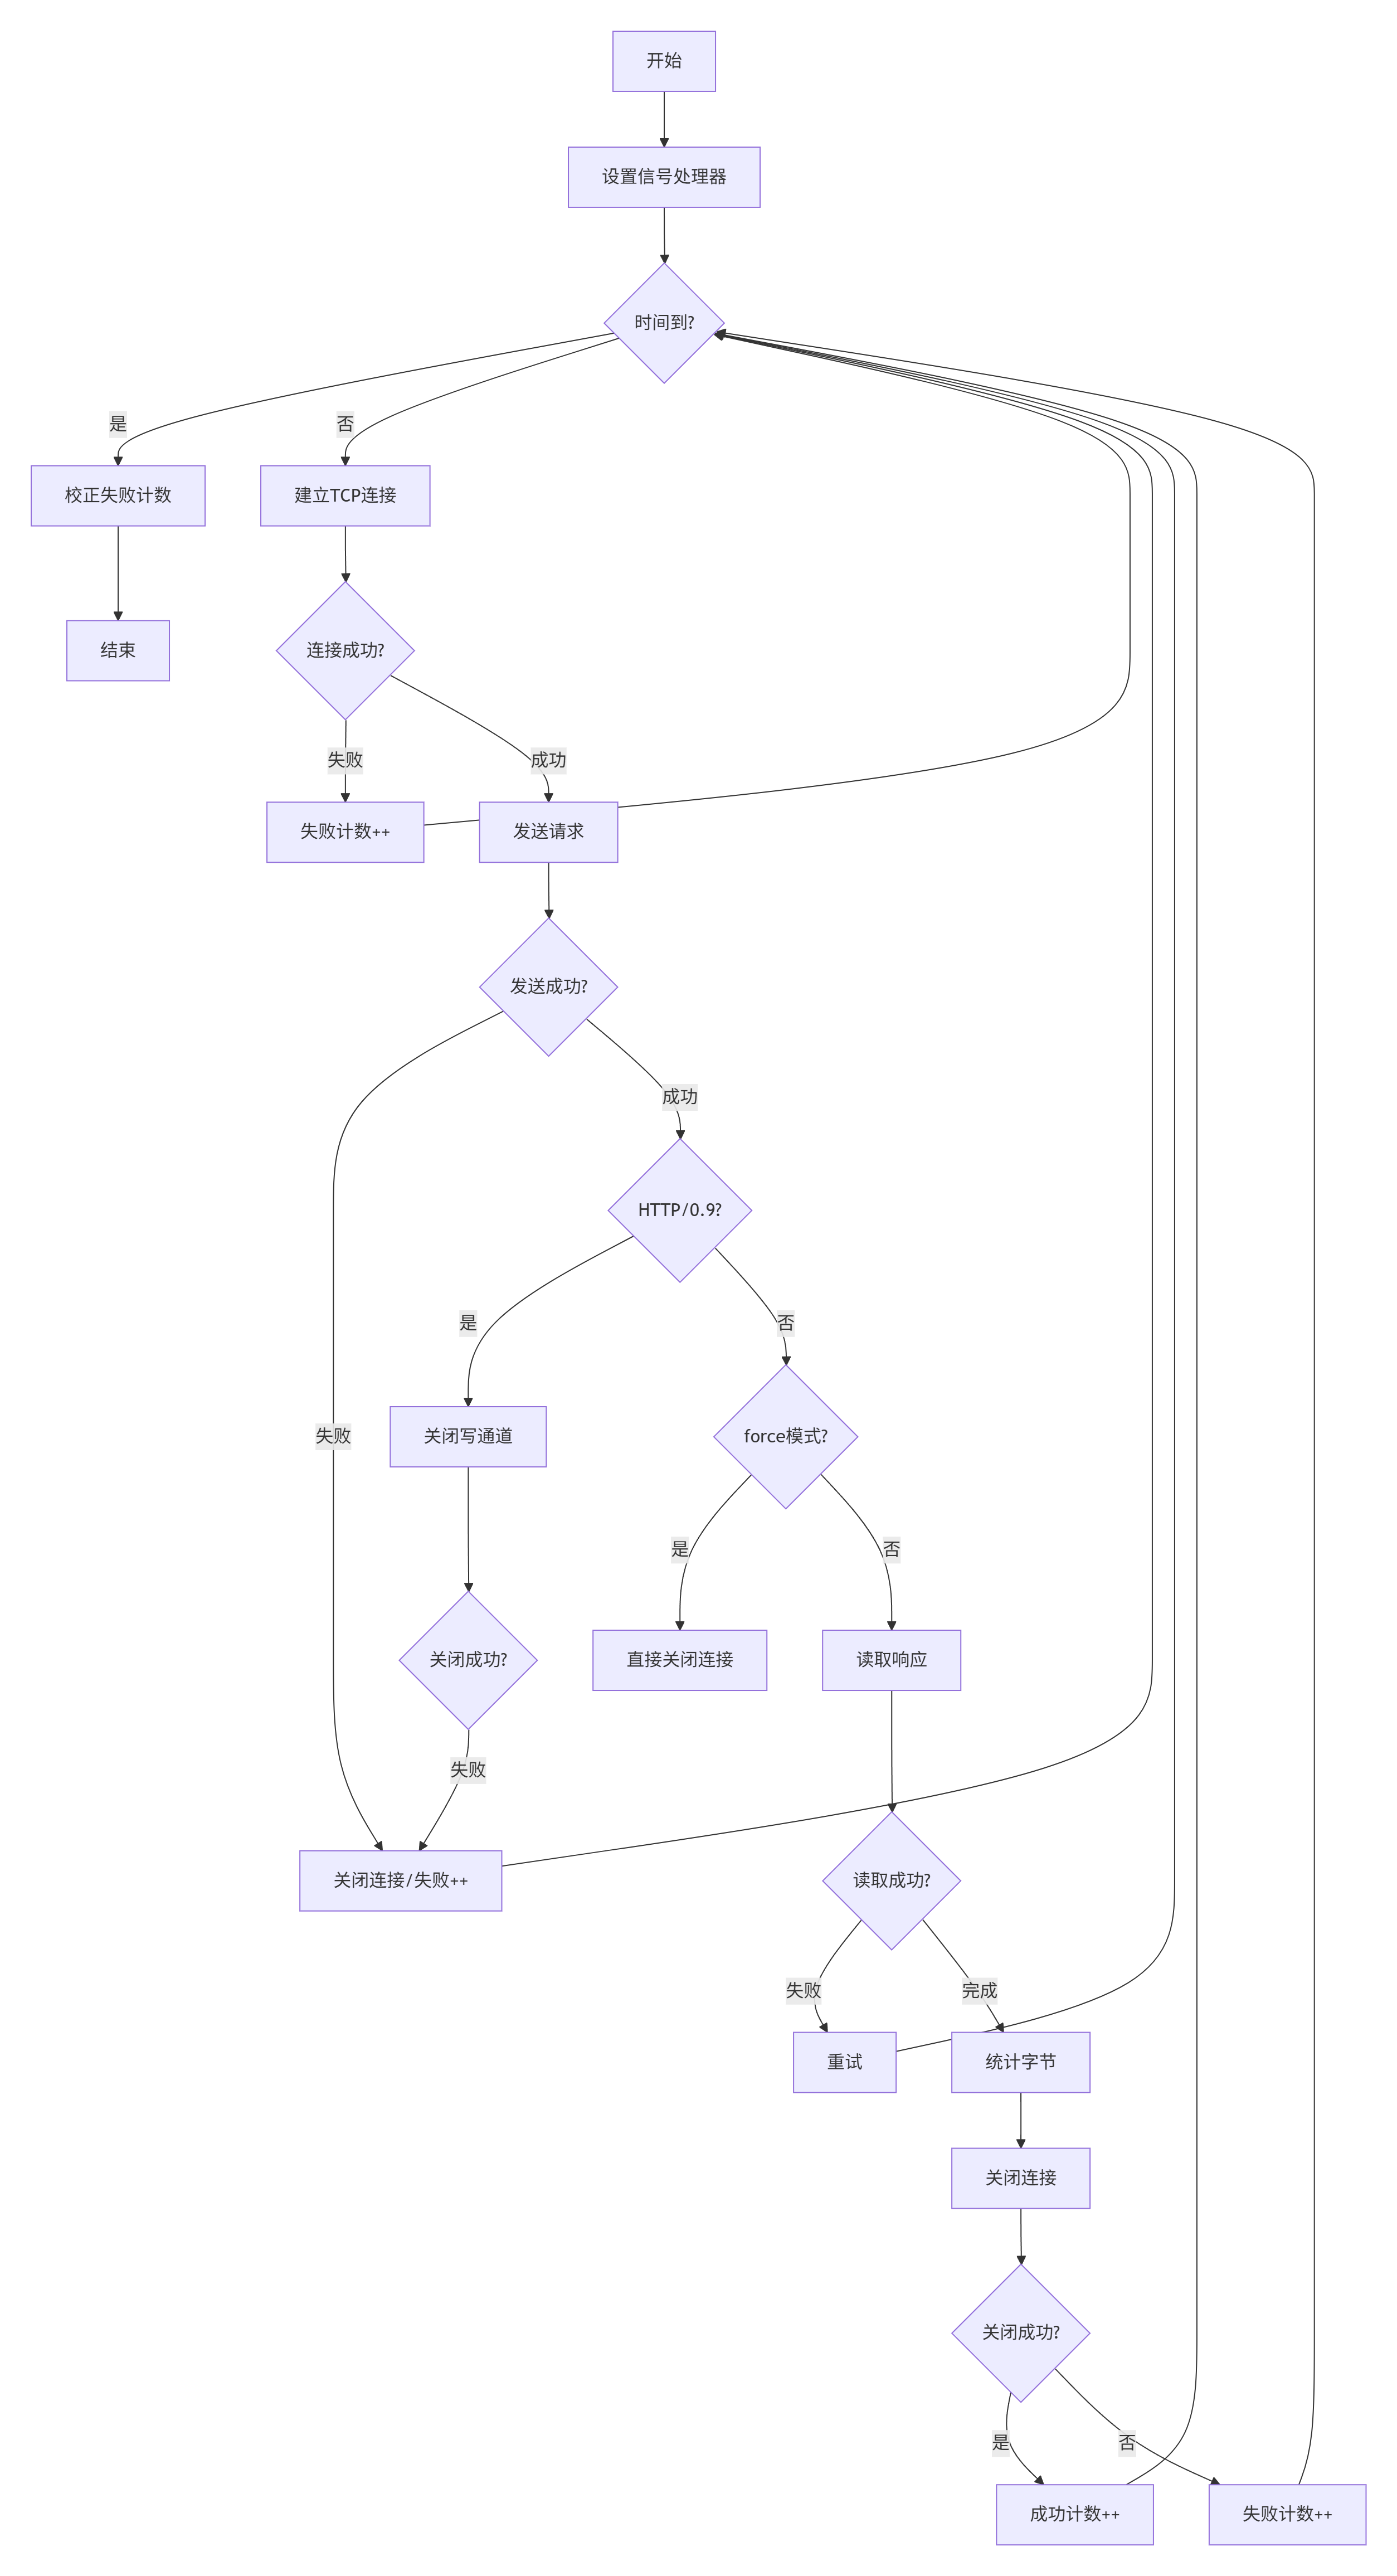 开始
设置信号处理器
时间到?
是
否
校正失败计数
建立TCP连接
结束
连接成功?
失败
成功
失败计数++
发送请求
发送成功?
成功
HTTP/0.9?
是
否
失败
关闭写通道
force模式?
是
否
关闭成功?
直接关闭连接
读取响应
失败
关闭连接/失败++
读取成功?
失败
完成
重试
统计字节
关闭连接
关闭成功?
是
否
成功计数++
失败计数++